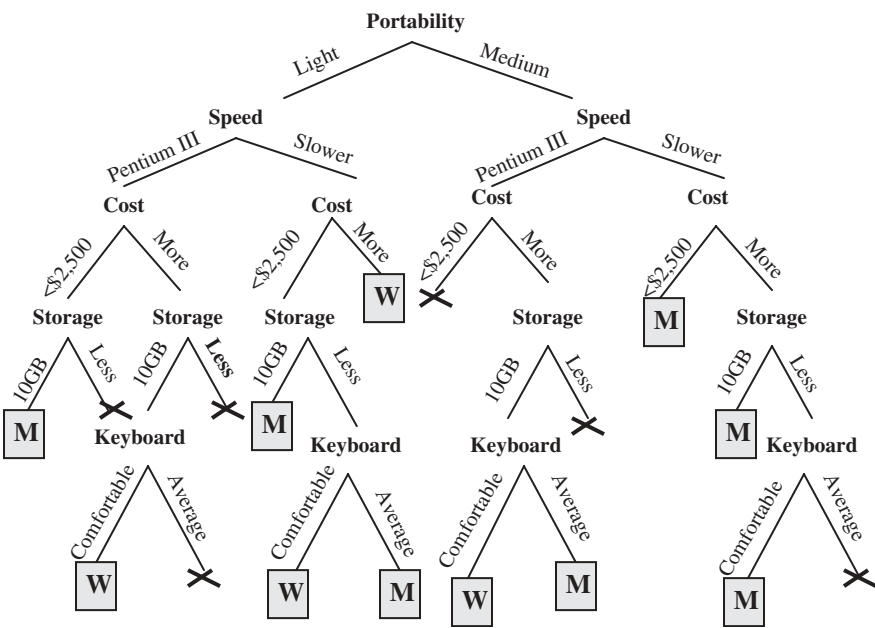 Portability
Light Medium
Speed Speed
Pentium III Slower Pentium III Slower
Cost Cost Cost Cost
<$2,500 More <$2,500 More <$2,500 More <$2,500 More
W
M
Storage Storage Storage Storage Storage
10GB Less 10GB Less 10GB Less 10GB Less 10GB Less
M M M
Keyboard Keyboard Keyboard Keyboard
Comfortable Average Comfortable Average Comfortable Average Comfortable Average
W W M W M M